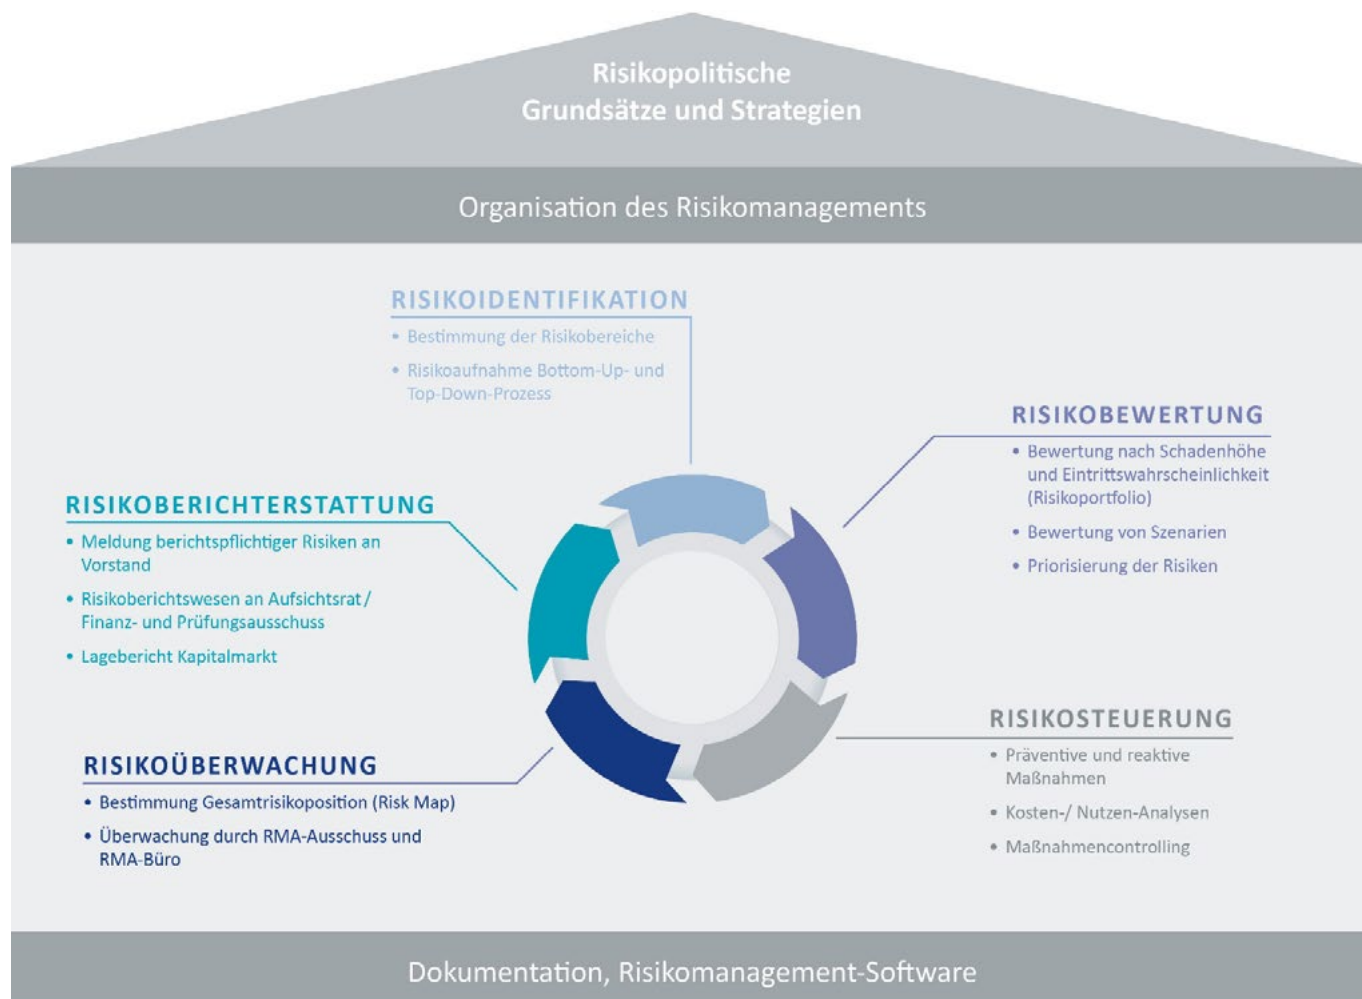 Risikopolitische
Grundsätze und Strategien
Organisation des Risikomanagements
RISIKOIDENTIFIKATION
• Bestimmung der Risikobereiche
• Risikoaufnahme Bottom-Up- und
Top-Down-Prozess
RISIKOBEWERTUNG
• Bewertung nach Schadenhöhe
und Eintrittswahrscheinlichkeit
(Risikoportfolio)
• Bewertung von Szenarien
• Priorisierung der Risiken
RISIKOSTEUERUNG
• Präventive und reaktive
Maßnahmen
• Kosten-/ Nutzen-Analysen
• Maßnahmencontrolling
RISIKOÜBERWACHUNG
• Bestimmung Gesamtrisikoposition (Risk Map)
• Überwachung durch RMA-Ausschuss und
RMA-Büro
RISIKOBERICHTERSTATTUNG
• Meldung berichtspflichtiger Risiken an
Vorstand
• Risikoberichtswesen an Aufsichtsrat /
Finanz- und Prüfungsausschuss
• Lagebericht Kapitalmarkt
Dokumentation, Risikomanagement-Software